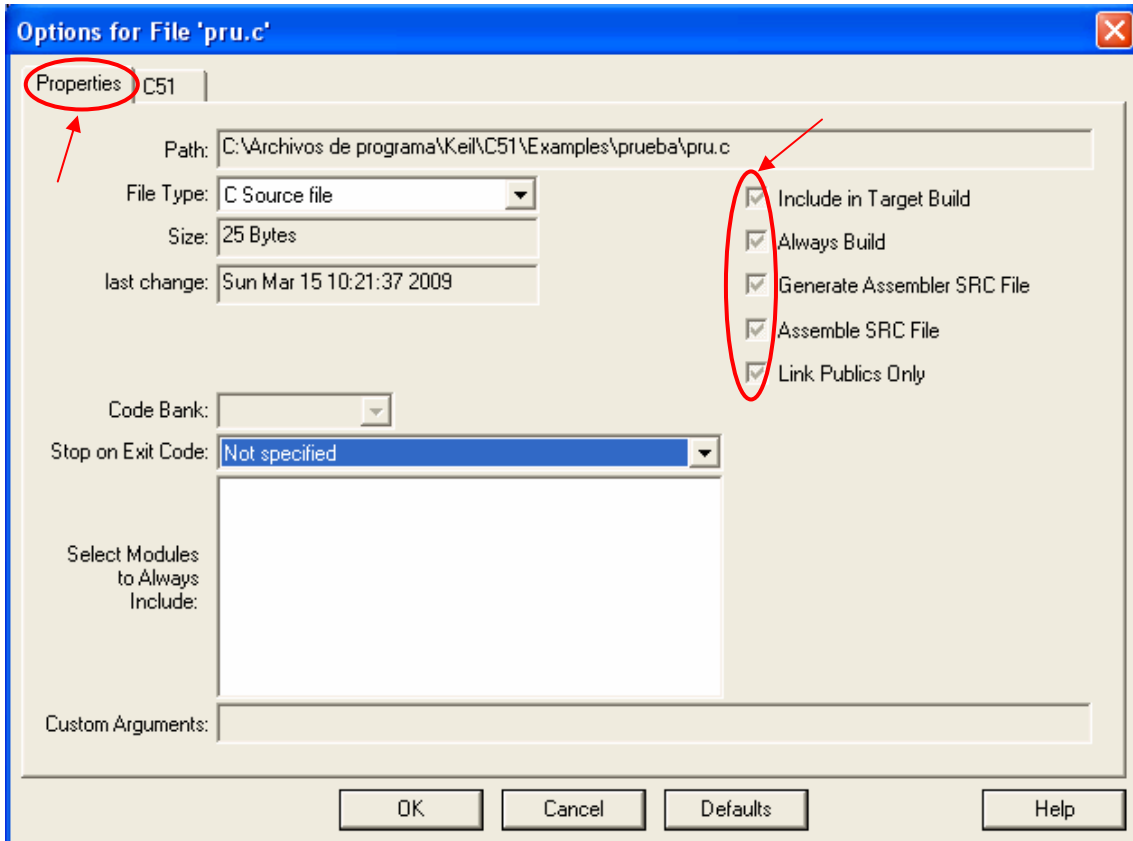 Options for File 'pru.c'
Properties C51
Path: C:\Archivos de programa\Keil\C51\Examples\prueba\pru.c
File Type: C Source file
Include in Target Build
Size: 25 Bytes
Always Build
last change: Sun Mar 15 10:21:37 2009
Generate Assembler SRC File
Assemble SRC File
Link Publics Only
Code Bank:
Stop on Exit Code: Not specified
Select Modules
to Always
Include:
Custom Arguments:
OK Cancel Defaults Help